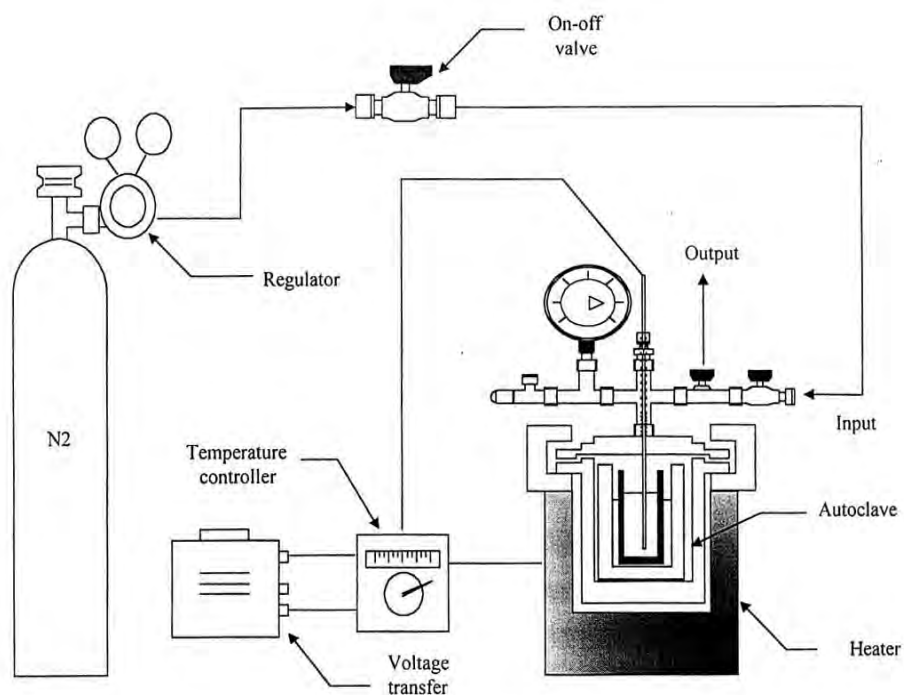 On-off
valve
Regulator
Output
N2
Input
Temperature
controller
Autoclave
Voltage
transfer
Heater